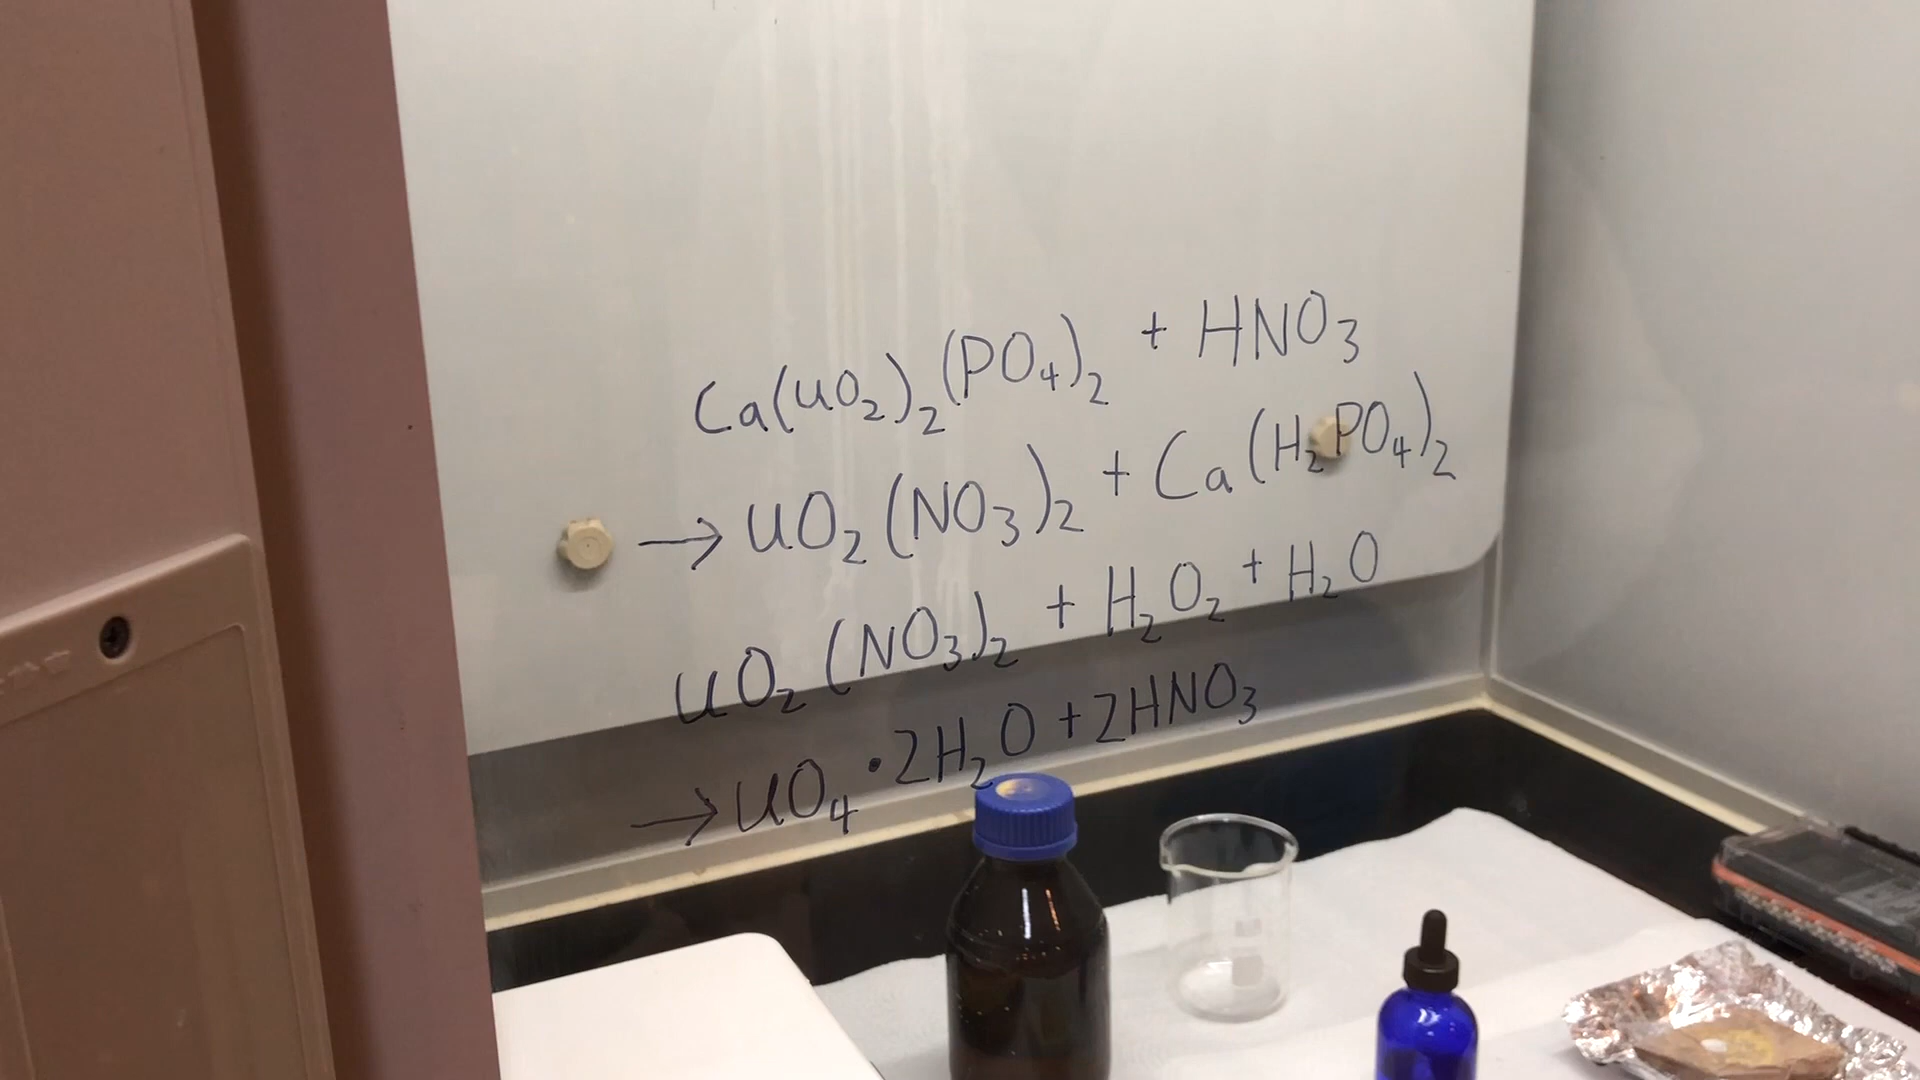 Ca(UO₂)₂(PO₄)₂ + HNO₃
→ UO₂(NO₃)₂ + Ca(H₂PO₄)₂
UO₂(NO₃)₂ + H₂O₂ + H₂O
→ UO₄·2H₂O + 2HNO₃